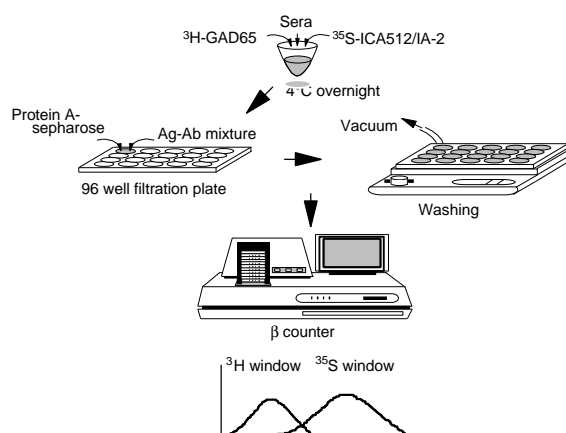 Sera
³H-GAD65
³⁵S-ICA512/IA-2
4°C overnight
Protein A-
sepharose
Ag-Ab mixture
96 well filtration plate
Vacuum
Washing
β counter
³H window ³⁵S window